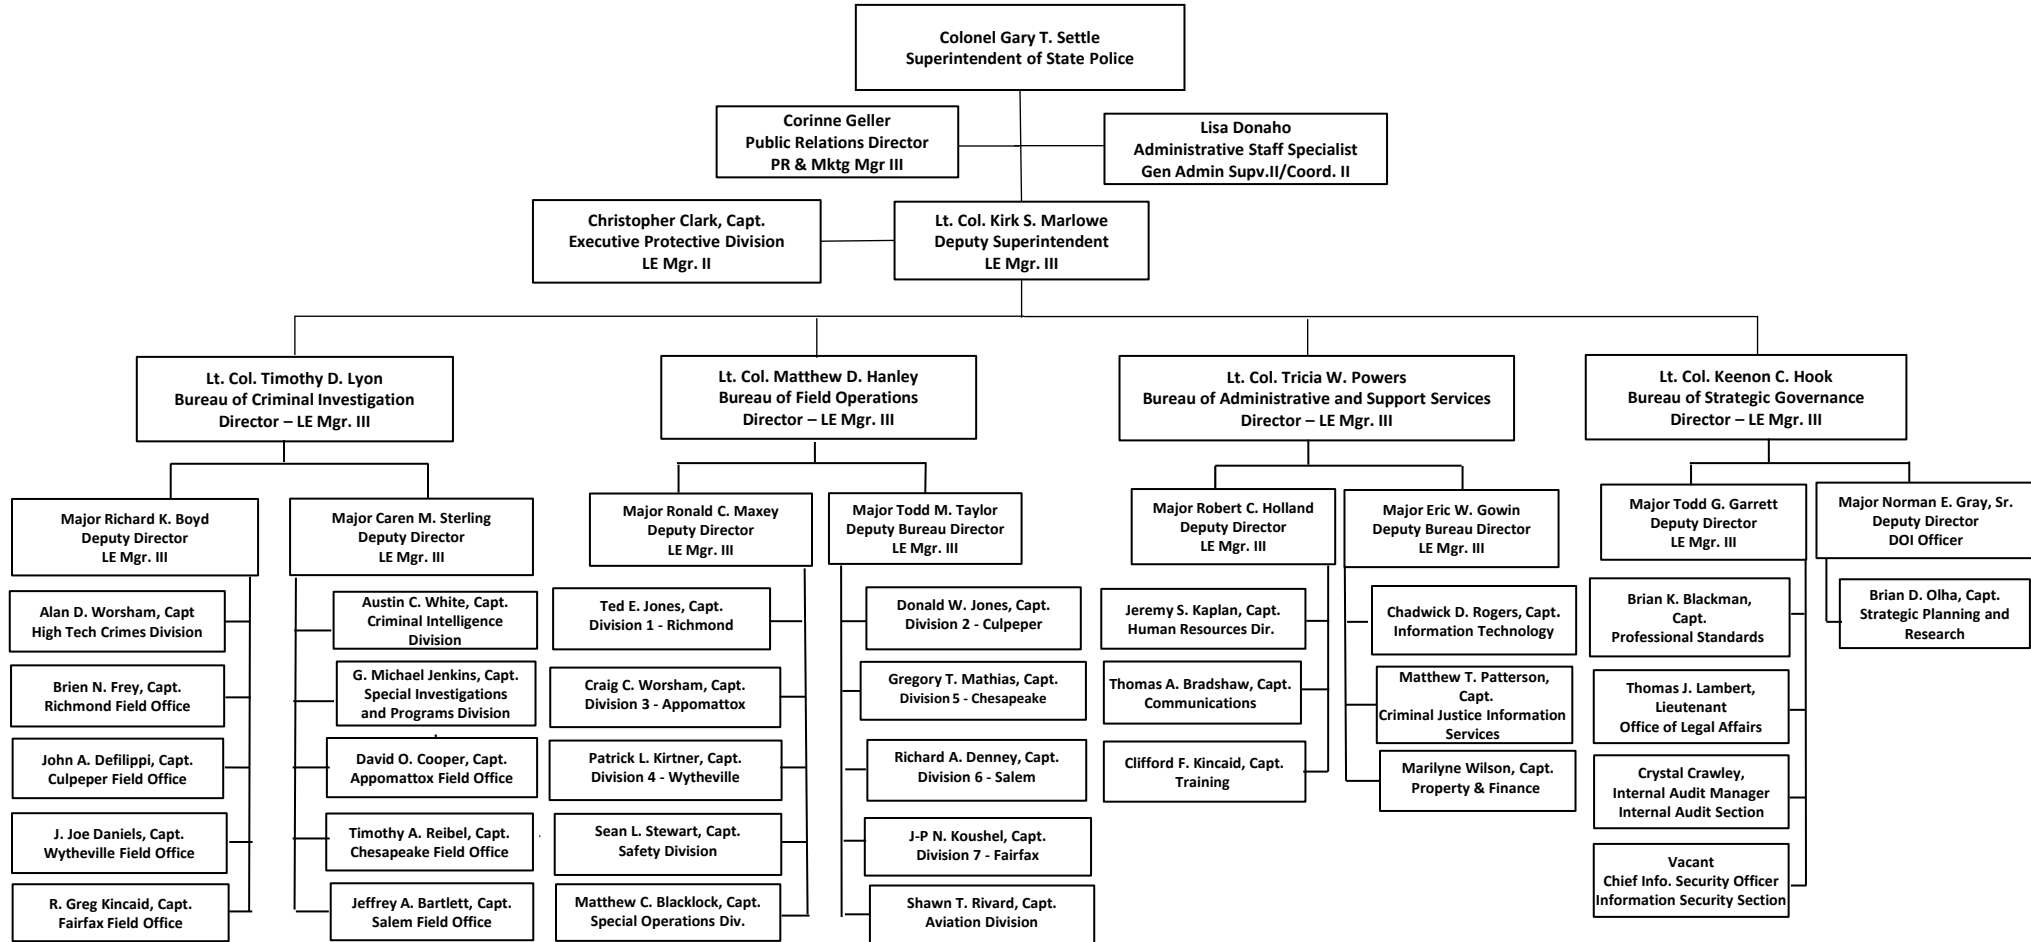 Colonel Gary T. Settle
Superintendent of State Police
Corinne Geller
Public Relations Director
PR & Mktg Mgr III
Lisa Donaho
Administrative Staff Specialist
Gen Admin Supv.II/Coord. II
Christopher Clark, Capt.
Executive Protective Division
LE Mgr. II
Lt. Col. Kirk S. Marlowe
Deputy Superintendent
LE Mgr. III
Lt. Col. Timothy D. Lyon
Bureau of Criminal Investigation
Director – LE Mgr. III
Lt. Col. Matthew D. Hanley
Bureau of Field Operations
Director – LE Mgr. III
Lt. Col. Tricia W. Powers
Bureau of Administrative and Support Services
Director – LE Mgr. III
Lt. Col. Keenon C. Hook
Bureau of Strategic Governance
Director – LE Mgr. III
Major Richard K. Boyd
Deputy Director
LE Mgr. III
Major Caren M. Sterling
Deputy Director
LE Mgr. III
Major Ronald C. Maxey
Deputy Director
LE Mgr. III
Major Todd M. Taylor
Deputy Bureau Director
LE Mgr. III
Major Robert C. Holland
Deputy Director
LE Mgr. III
Major Eric W. Gowin
Deputy Bureau Director
LE Mgr. III
Major Todd G. Garrett
Deputy Director
LE Mgr. III
Major Norman E. Gray, Sr.
Deputy Director
DOI Officer
Alan D. Worsham, Capt
High Tech Crimes Division
Brien N. Frey, Capt.
Richmond Field Office
John A. Defilippi, Capt.
Culpeper Field Office
J. Joe Daniels, Capt.
Wytheville Field Office
R. Greg Kincaid, Capt.
Fairfax Field Office
Austin C. White, Capt.
Criminal Intelligence
Division
G. Michael Jenkins, Capt.
Special Investigations
and Programs Division
David O. Cooper, Capt.
Appomattox Field Office
Timothy A. Reibel, Capt.
Chesapeake Field Office
Jeffrey A. Bartlett, Capt.
Salem Field Office
Ted E. Jones, Capt.
Division 1 - Richmond
Craig C. Worsham, Capt.
Division 3 - Appomattox
Patrick L. Kirtner, Capt.
Division 4 - Wytheville
Sean L. Stewart, Capt.
Safety Division
Matthew C. Blacklock, Capt.
Special Operations Div.
Donald W. Jones, Capt.
Division 2 - Culpeper
Gregory T. Mathias, Capt.
Division 5 - Chesapeake
Richard A. Denney, Capt.
Division 6 - Salem
J-P N. Koushel, Capt.
Division 7 - Fairfax
Shawn T. Rivard, Capt.
Aviation Division
Jeremy S. Kaplan, Capt.
Human Resources Dir.
Thomas A. Bradshaw, Capt.
Communications
Clifford F. Kincaid, Capt.
Training
Chadwick D. Rogers, Capt.
Information Technology
Matthew T. Patterson,
Capt.
Criminal Justice Information
Services
Marilyne Wilson, Capt.
Property & Finance
Brian K. Blackman,
Capt.
Professional Standards
Thomas J. Lambert,
Lieutenant
Office of Legal Affairs
Crystal Crawley,
Internal Audit Manager
Internal Audit Section
Vacant
Chief Info. Security Officer
Information Security Section
Brian D. Olha, Capt.
Strategic Planning and
Research